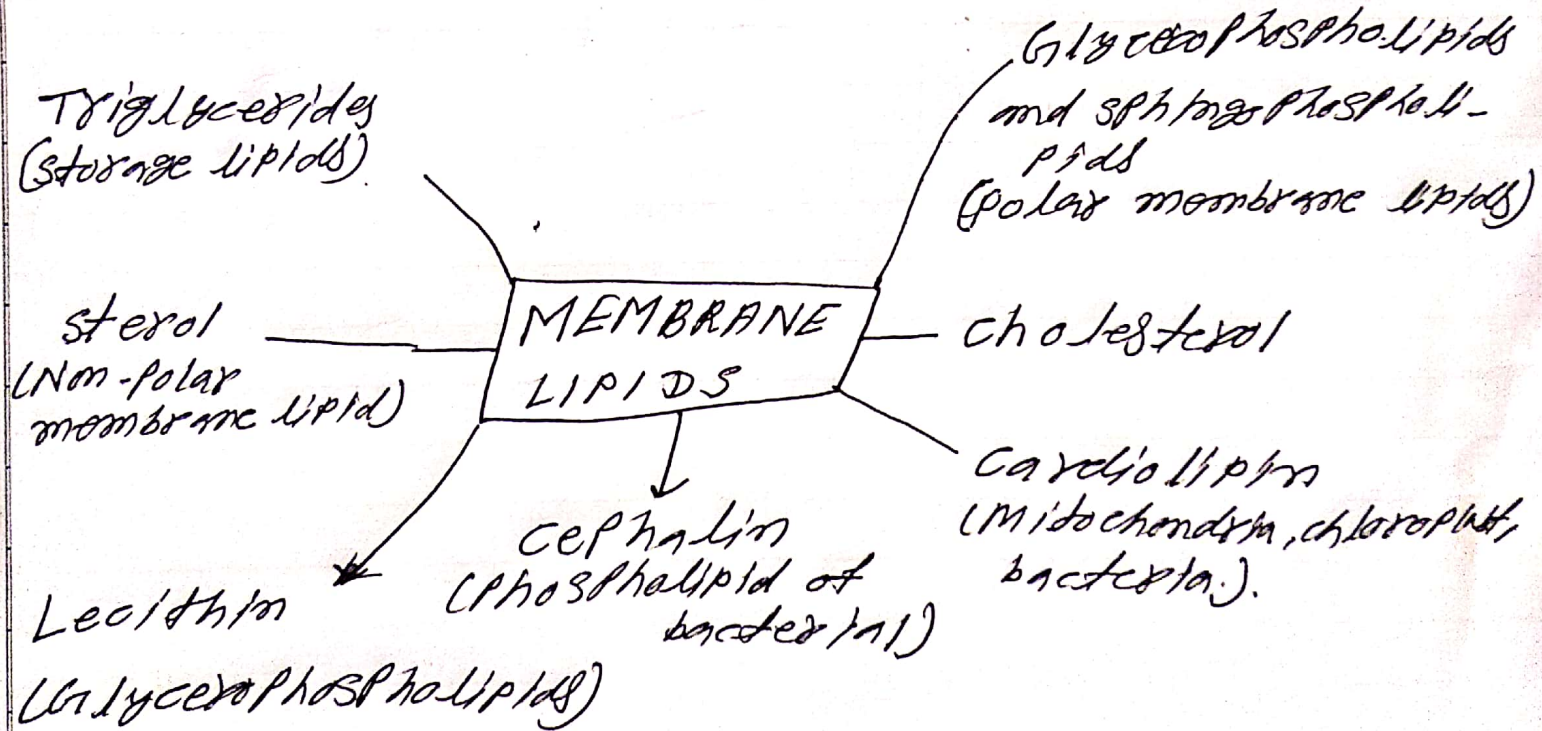 Triglycerides
(storage lipids)
Glycerophospholipids
and sphingophospholi-
pids
(Polar membrane lipids)
sterol
(Non-Polar
membrane lipid)
MEMBRANE
LIPIDS
cholesterol
cardiolipin
(Mitochondria, chloroplast,
bacteria.).
cephalin
(Phospholipid of
bacterial)
Lecithin
(Glycerophospholipids)